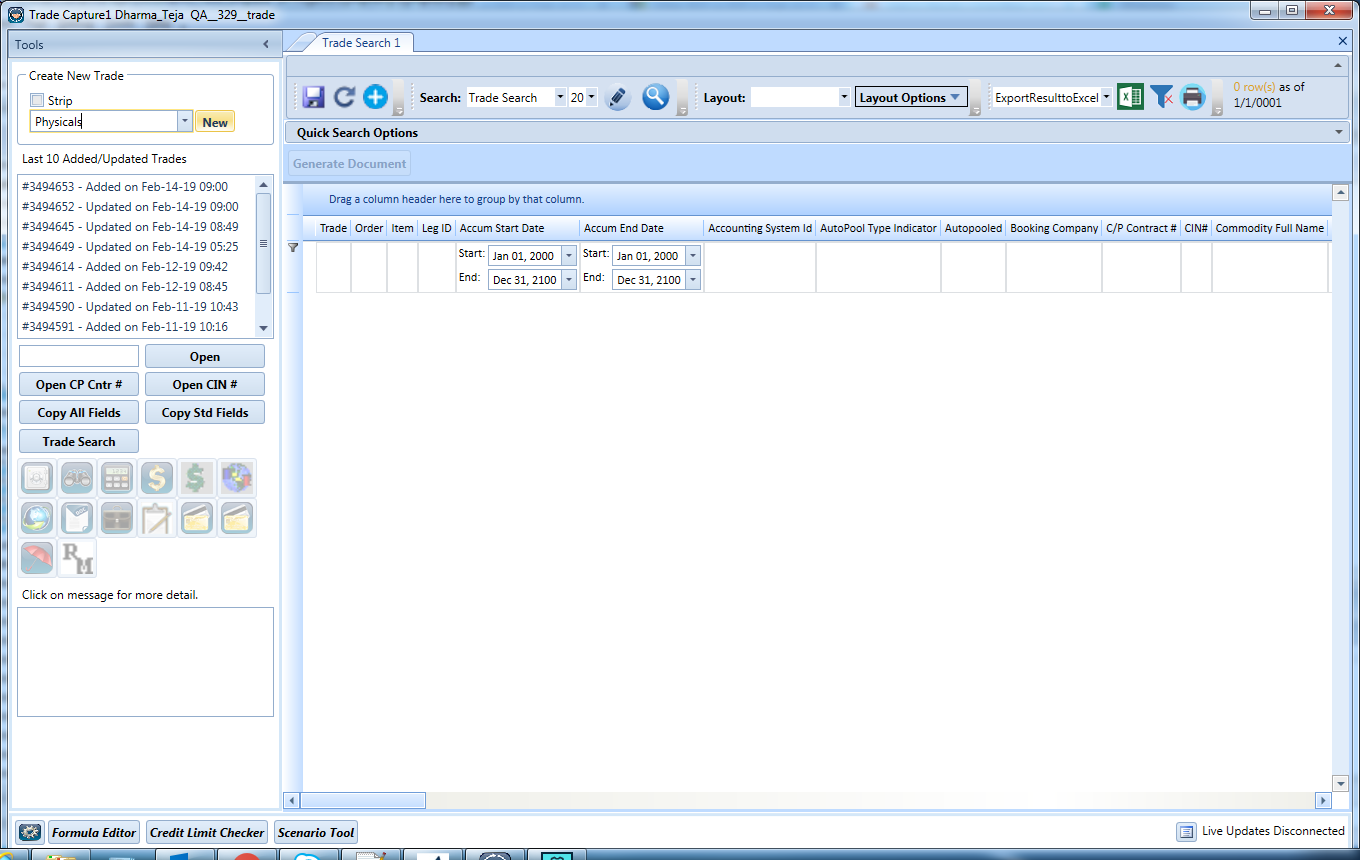 Trade Capture1 Dharma_Teja QA__329__trade
Tools
Trade Search 1
Create New Trade
Strip
Physicals
New
Search: Trade Search 20
Layout:
Layout Options
ExportResulttoExcel
0 row(s) as of
1/1/0001
Quick Search Options
Generate Document
Last 10 Added/Updated Trades
#3494653 - Added on Feb-14-19 09:00
#3494652 - Updated on Feb-14-19 09:00
#3494645 - Updated on Feb-14-19 08:49
#3494649 - Updated on Feb-14-19 05:25
#3494614 - Added on Feb-12-19 09:42
#3494611 - Added on Feb-12-19 08:45
#3494590 - Updated on Feb-11-19 10:43
#3494591 - Added on Feb-11-19 10:16
Open
Open CP Cntr #
Open CIN #
Copy All Fields
Copy Std Fields
Trade Search
RM
Click on message for more detail.
Drag a column header here to group by that column.
Trade Order Item Leg ID Accum Start Date Accum End Date Accounting System Id AutoPool Type Indicator Autopooled Booking Company C/P Contract # CIN# Commodity Full Name
Start: Jan 01, 2000 Start: Jan 01, 2000
End: Dec 31, 2100 End: Dec 31, 2100
Formula Editor
Credit Limit Checker
Scenario Tool
Live Updates Disconnected